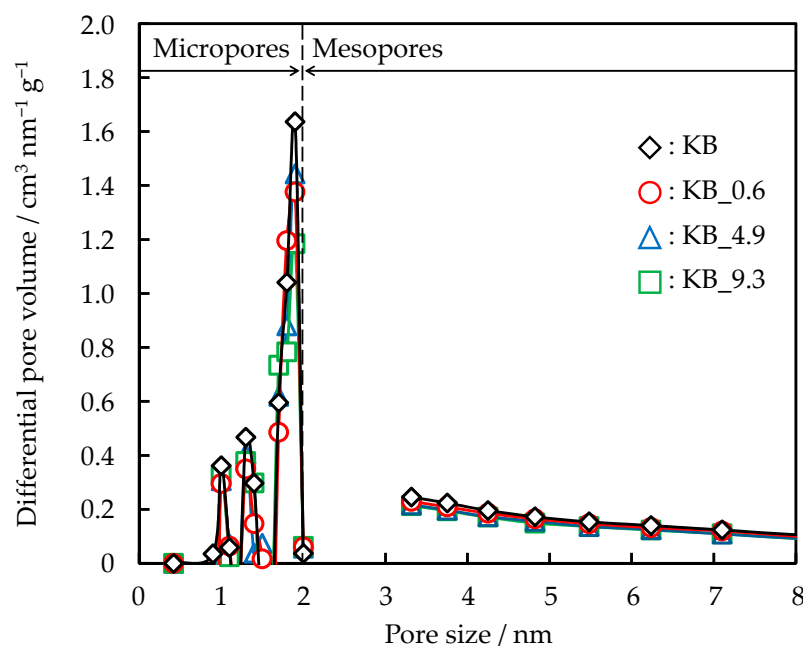 Micropores Mesopores
Differential pore volume / cm³ nm⁻¹ g⁻¹
2.0
1.8
1.6
1.4
1.2
1.0
0.8
0.6
0.4
0.2
0
: KB
: KB_0.6
: KB_4.9
: KB_9.3
0 1 2 3 4 5 6 7 8
Pore size / nm